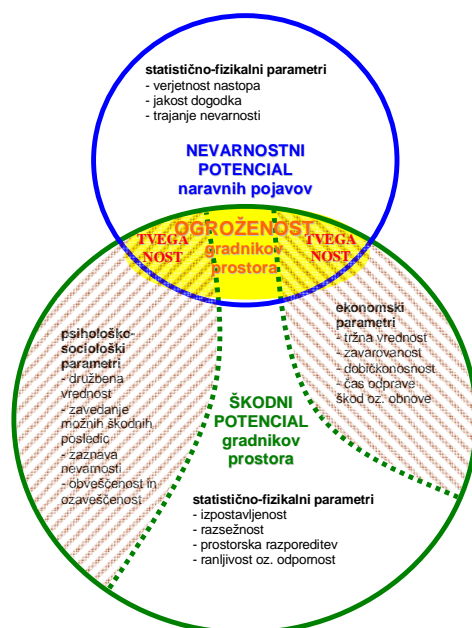 statistično-fizikalni parametri
- verjetnost nastopa
- jakost dogodka
- trajanje nevarnosti
NEVARNOSTNI
POTENCIAL
naravnih pojavov
OGROŽENOST
gradnikov
prostora
TVEGA
NOST
TVEGA
NOST
psihološko-
sociološki
parametri
- družbena
vrednost
- zavedanje
možnih škodnih
posledic
- zaznava
nevarnosti
- obveščenost in
ozaveščenost
ekonomski
parametri
- tržna vrednost
- zavarovanost
- dobičkonosnost
- čas odprave
škod oz. obnove
ŠKODNI
POTENCIAL
gradnikov
prostora
statistično-fizikalni parametri
- izpostavljenost
- razsežnost
- prostorska razporeditev
- ranljivost oz. odpornost